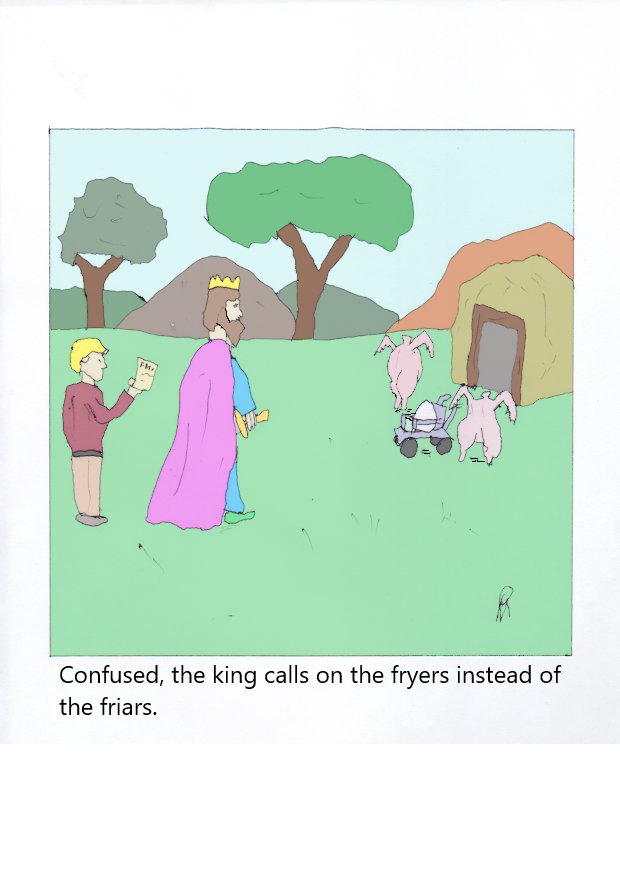 Confused, the king calls on the fryers instead of
the friars.